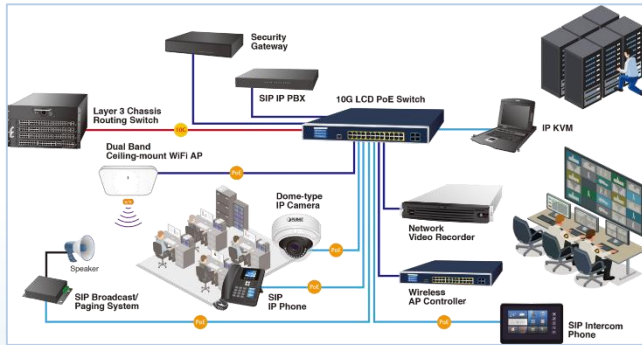 Security
Gateway
SIP IP PBX
10G LCD PoE Switch
Layer 3 Chassis
Routing Switch
10G
IP KVM
Dual Band
Ceiling-mount WiFi AP
PoE
Dome-type
IP Camera
PLANET
PoE
Network
Video Recorder
Speaker
SIP
IP Phone
PoE
Wireless
AP Controller
SIP Broadcast/
Paging System
PoE
PoE
SIP Intercom
Phone